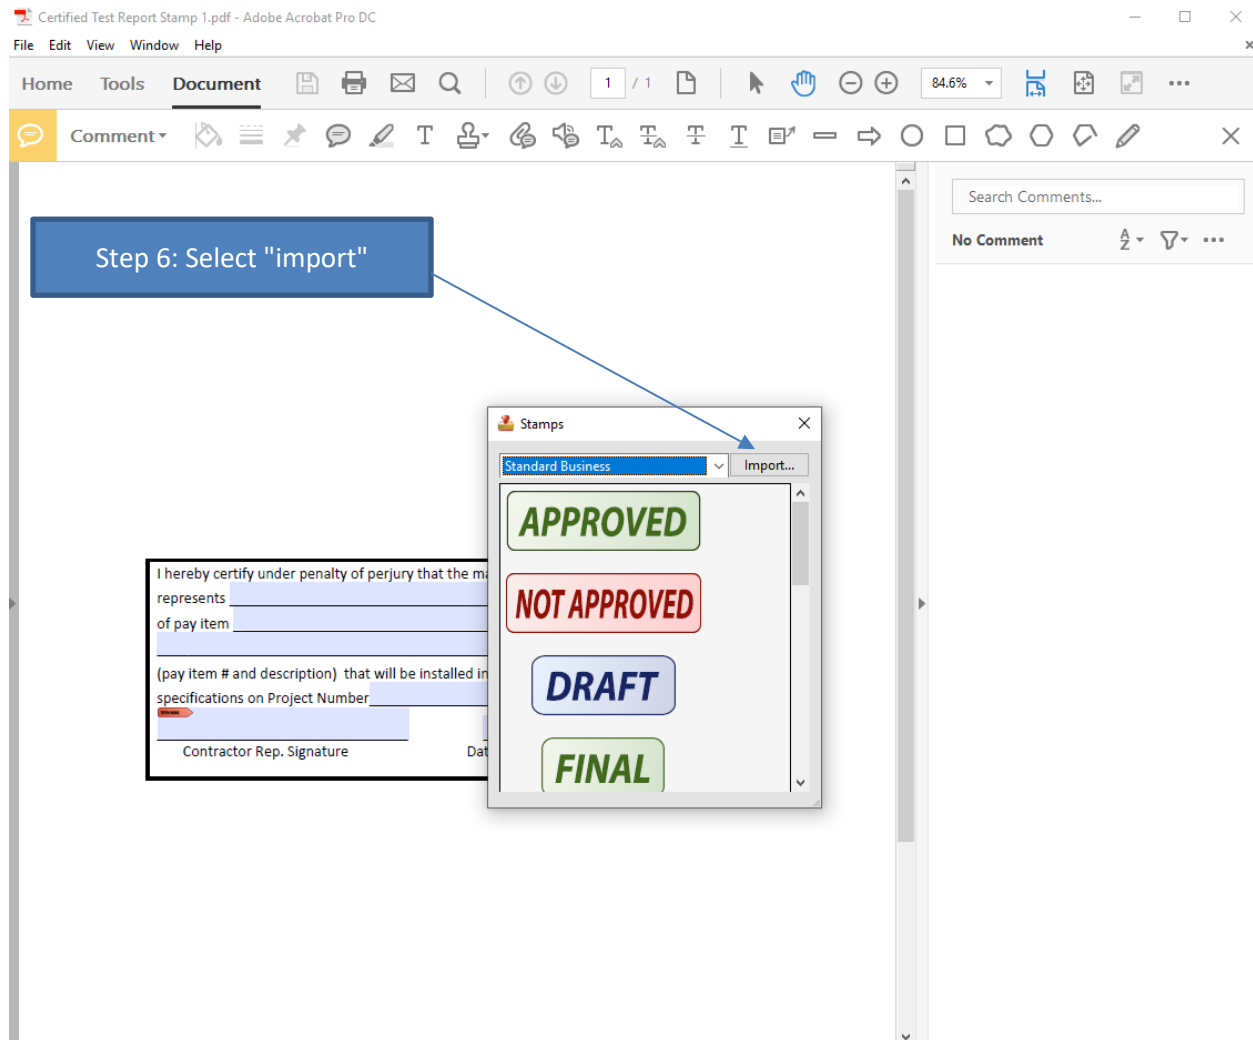 Certified Test Report Stamp 1.pdf - Adobe Acrobat Pro DC
File Edit View Window Help
Home Tools Document 1 / 1 84.6%
Comment
Search Comments...
No Comment
Step 6: Select "import"
Stamps
Standard Business Import...
APPROVED
NOT APPROVED
DRAFT
FINAL
I hereby certify under penalty of perjury that the ma
represents
of pay item
(pay item # and description) that will be installed in
specifications on Project Number
Contractor Rep. Signature Dat